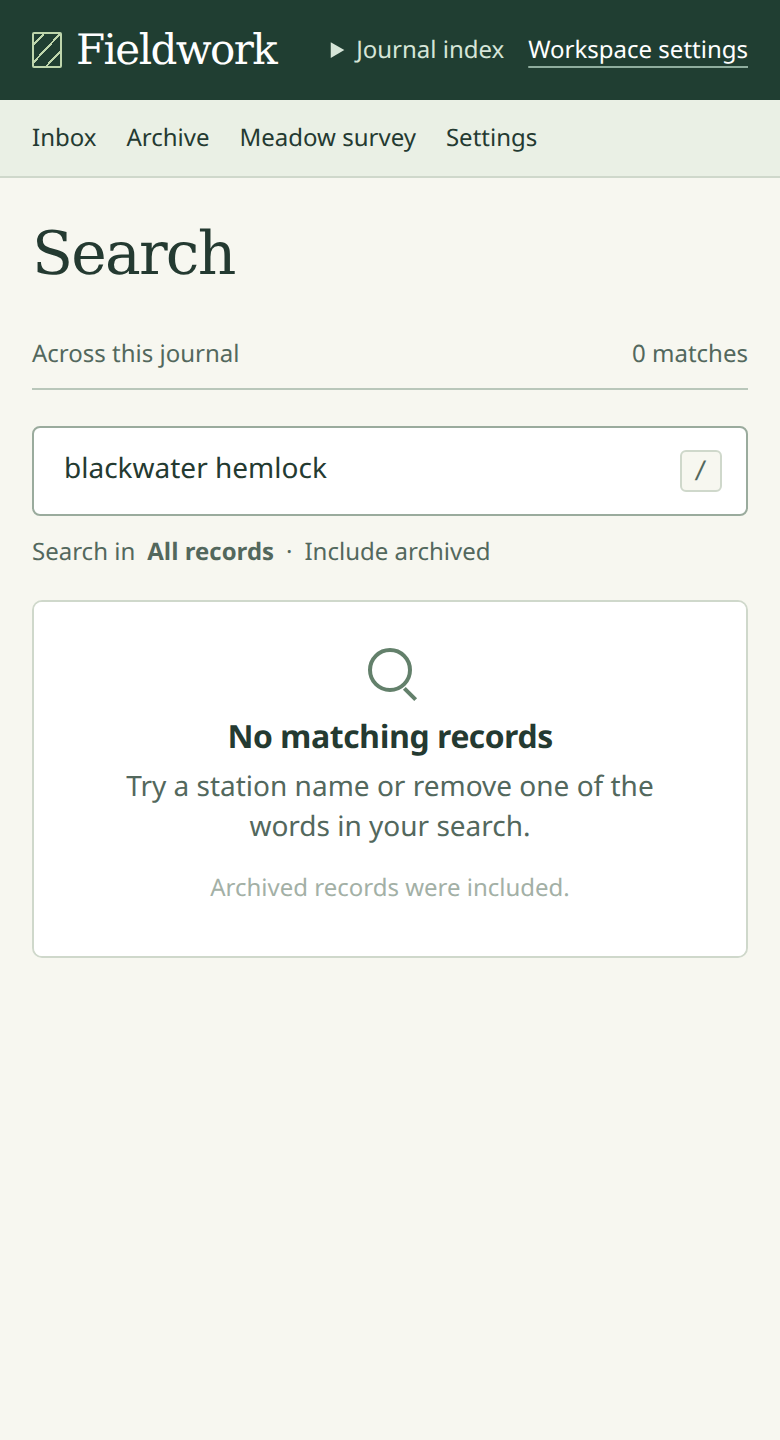 Fieldwork
▶ Journal index
Workspace settings
Inbox
Archive
Meadow survey
Settings
Search
Across this journal
0 matches
blackwater hemlock
/
Search in All records · Include archived
No matching records
Try a station name or remove one of the
words in your search.
Archived records were included.